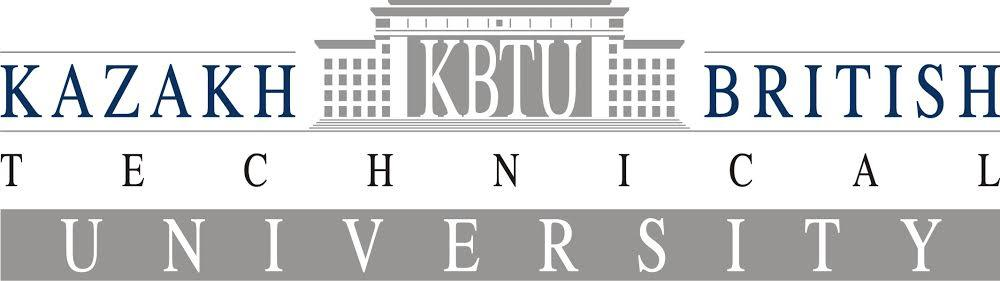 KAZAKH KBTU BRITISH
TECHNICAL
UNIVERSITY